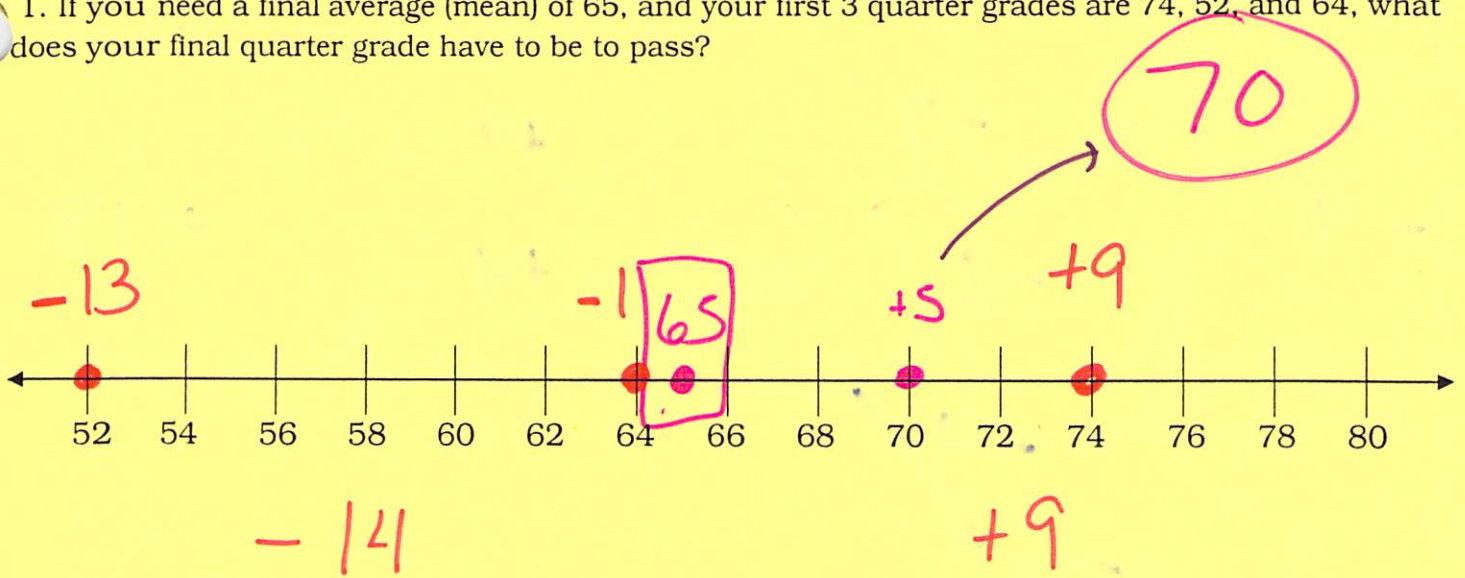 1. If you need a final average (mean) of 65, and your first 3 quarter grades are 74, 52, and 64, what
does your final quarter grade have to be to pass?
70
-13
-1
65
+5
+9
52 54 56 58 60 62 64 66 68 70 72 74 76 78 80
-14
+9